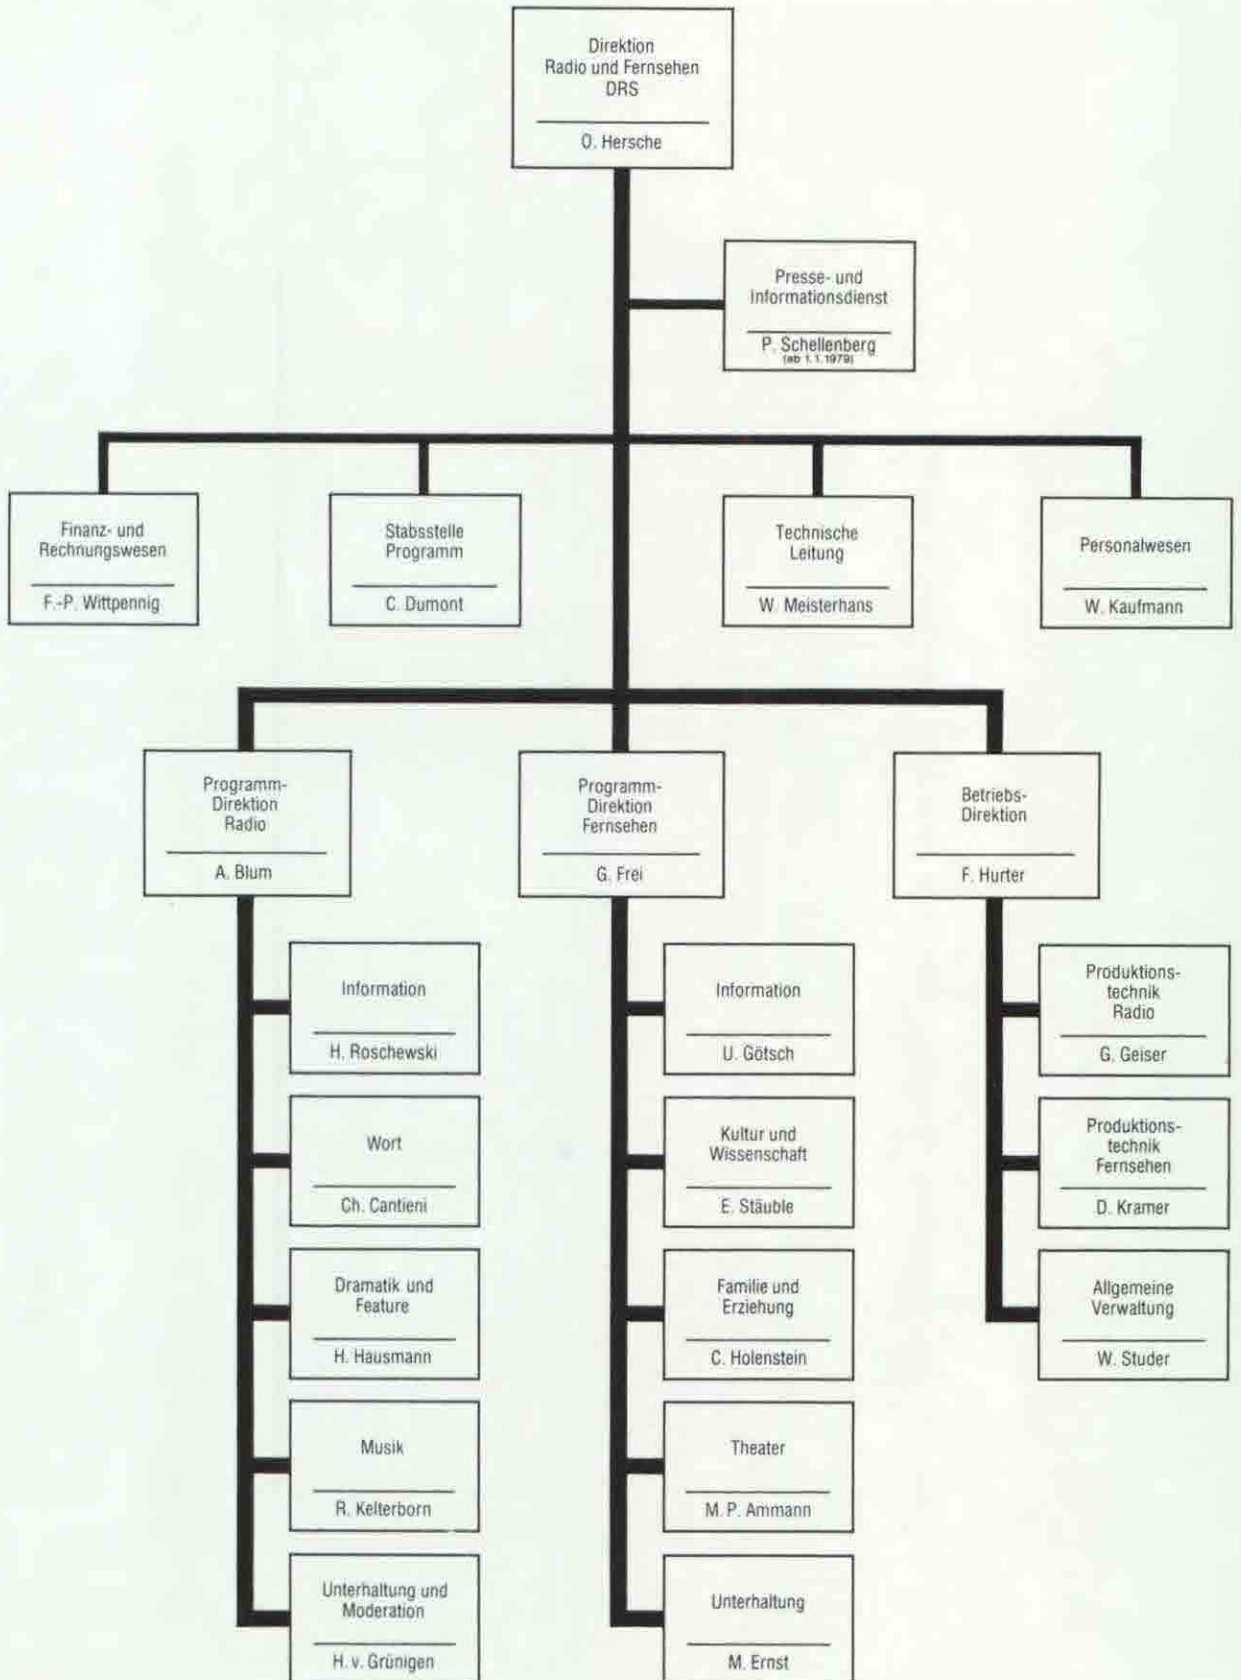 Direktion
Radio und Fernsehen
DRS
O. Hersche
Presse- und
Informationsdienst
P. Schellenberg
(ab 1.1.1979)
Finanz- und
Rechnungswesen
F.-P. Wittpennig
Stabsstelle
Programm
C. Dumont
Technische
Leitung
W. Meisterhans
Personalwesen
W. Kaufmann
Programm-
Direktion
Radio
A. Blum
Programm-
Direktion
Fernsehen
G. Frei
Betriebs-
Direktion
F. Hurter
Information
H. Roschewski
Wort
Ch. Cantieni
Dramatik und
Feature
H. Hausmann
Musik
R. Kelterborn
Unterhaltung und
Moderation
H. v. Grünigen
Information
U. Götsch
Kultur und
Wissenschaft
E. Stäuble
Familie und
Erziehung
C. Holenstein
Theater
M. P. Ammann
Unterhaltung
M. Ernst
Produktions-
technik
Radio
G. Geiser
Produktions-
technik
Fernsehen
D. Kramer
Allgemeine
Verwaltung
W. Studer